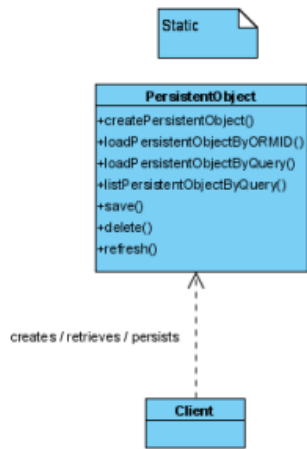 Static
PersistentObject
+createPersistentObject()
+loadPersistentObjectByORMID()
+loadPersistentObjectByQuery()
+listPersistentObjectByQuery()
+save()
+delete()
+refresh()
creates / retrieves / persists
Client